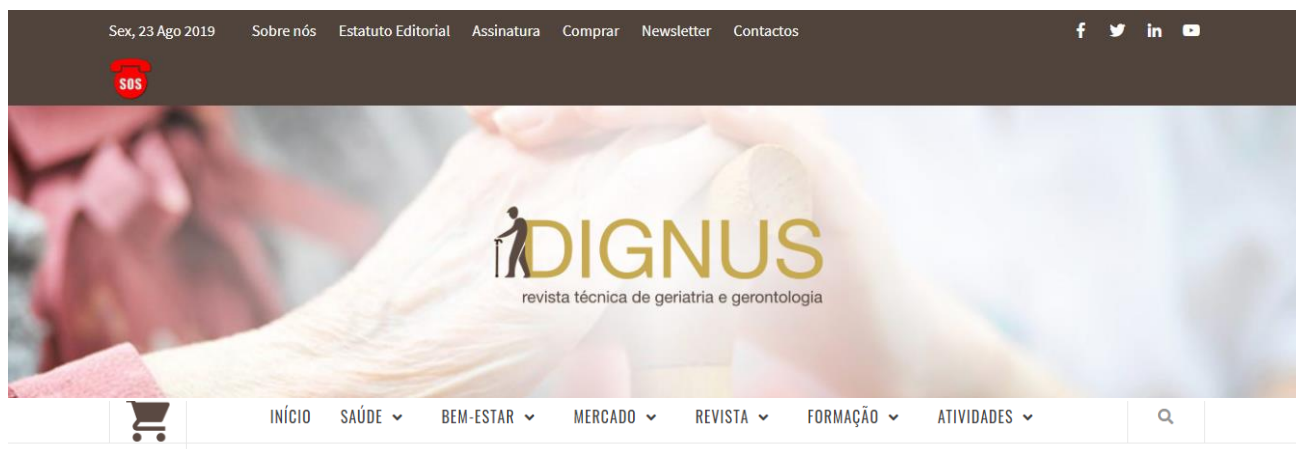 Sex, 23 Ago 2019 Sobre nós Estatuto Editorial Assinatura Comprar Newsletter Contactos
SOS
DIGNUS
revista técnica de geriatria e gerontologia
INÍCIO SAÚDE BEM-ESTAR MERCADO REVISTA FORMAÇÃO ATIVIDADES